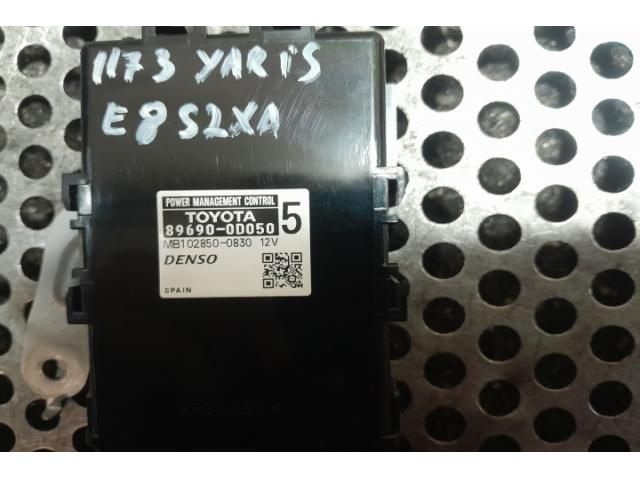 1173 YARiS
E8S2XA
POWER MANAGEMENT CONTROL
TOYOTA 5
89690-0D050
MB102850-0830 12V
DENSO
SPAIN